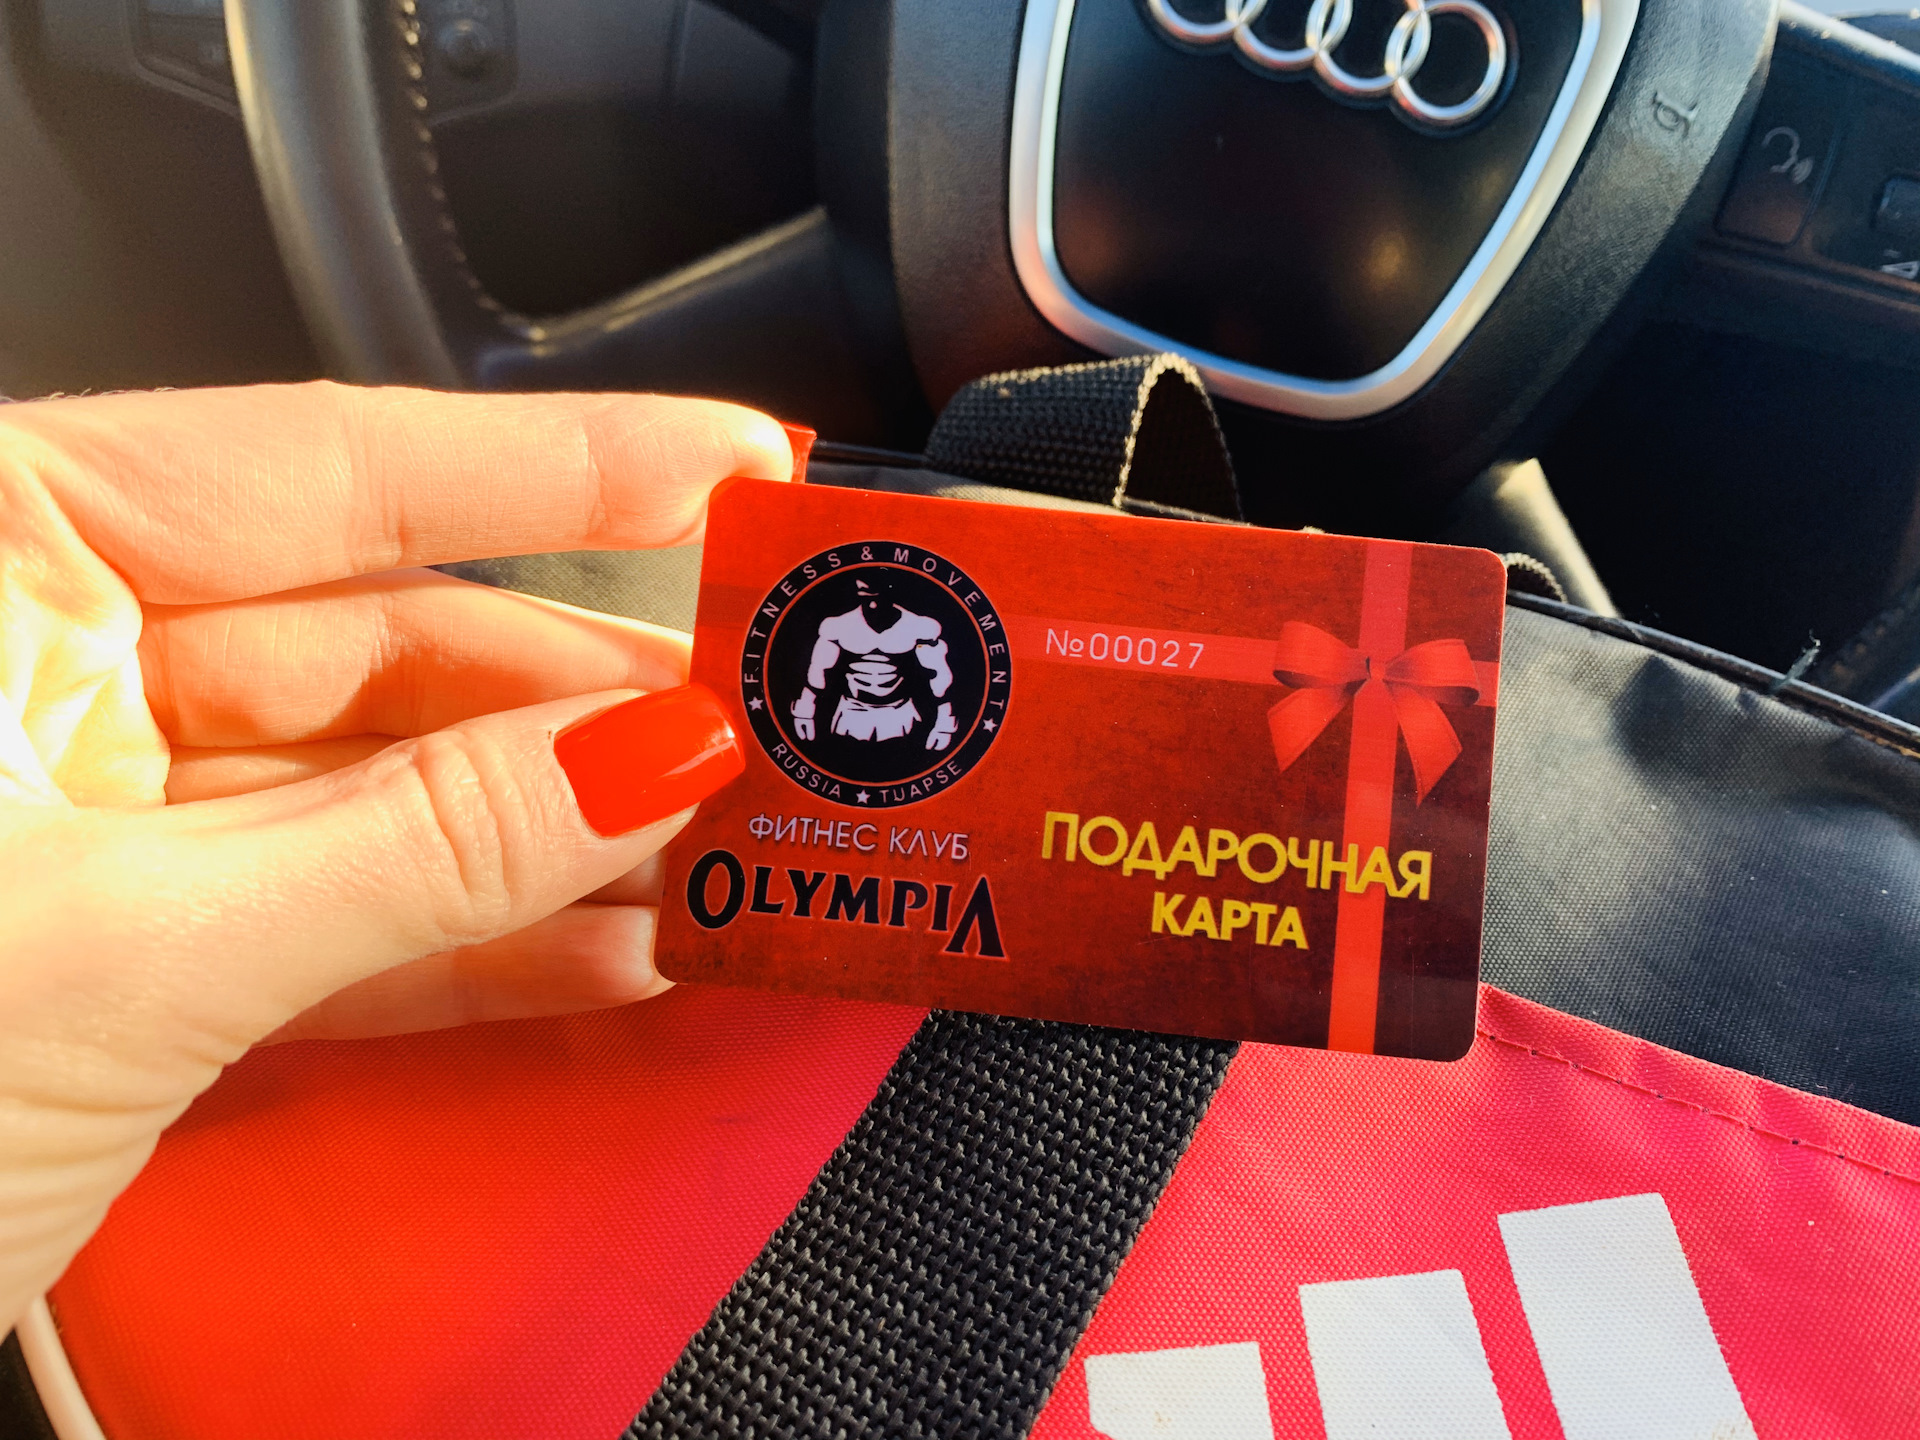 FITNESS & MOVEMENT
RUSSIA ★ TUAPSE
№00027
ФИТНЕС КЛУБ
OLYMPIA
ПОДАРОЧНАЯ
КАРТА